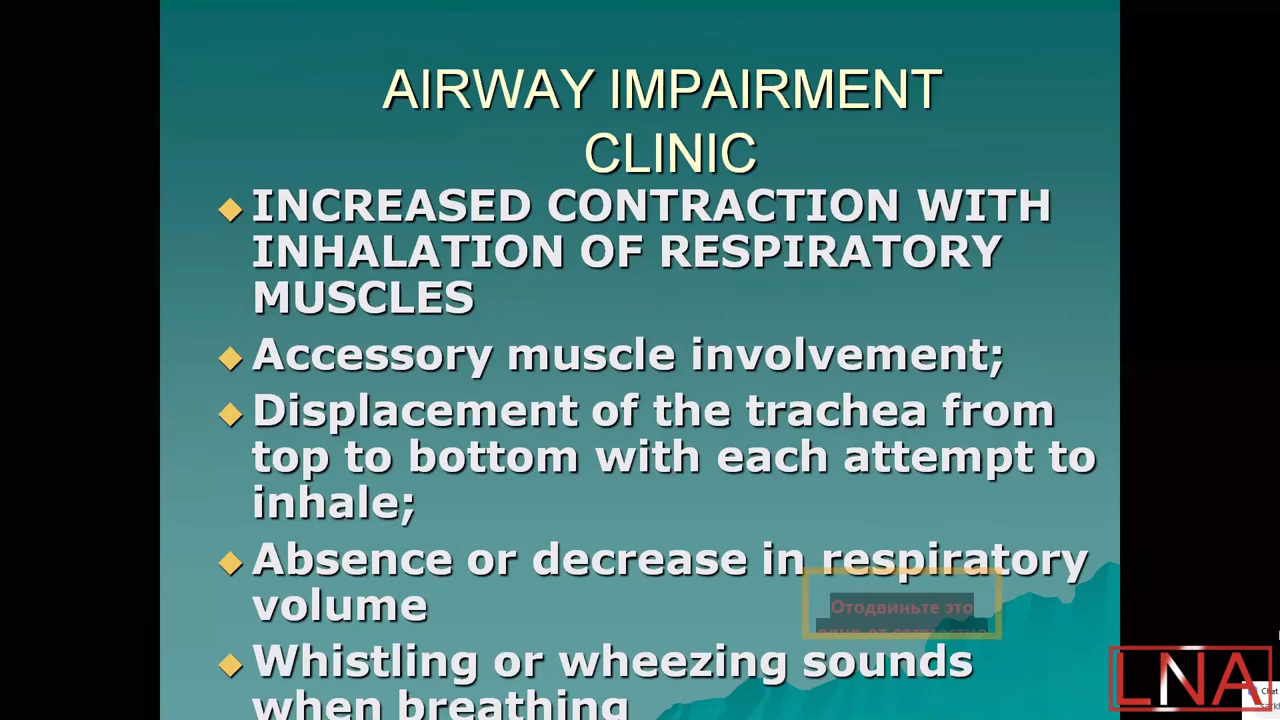 AIRWAY IMPAIRMENT
CLINIC
INCREASED CONTRACTION WITH
INHALATION OF RESPIRATORY
MUSCLES
Accessory muscle involvement;
Displacement of the trachea from
top to bottom with each attempt to
inhale;
Absence or decrease in respiratory
volume
Отодвиньте это
Whistling or wheezing sounds
when breathing
LNA
Chat